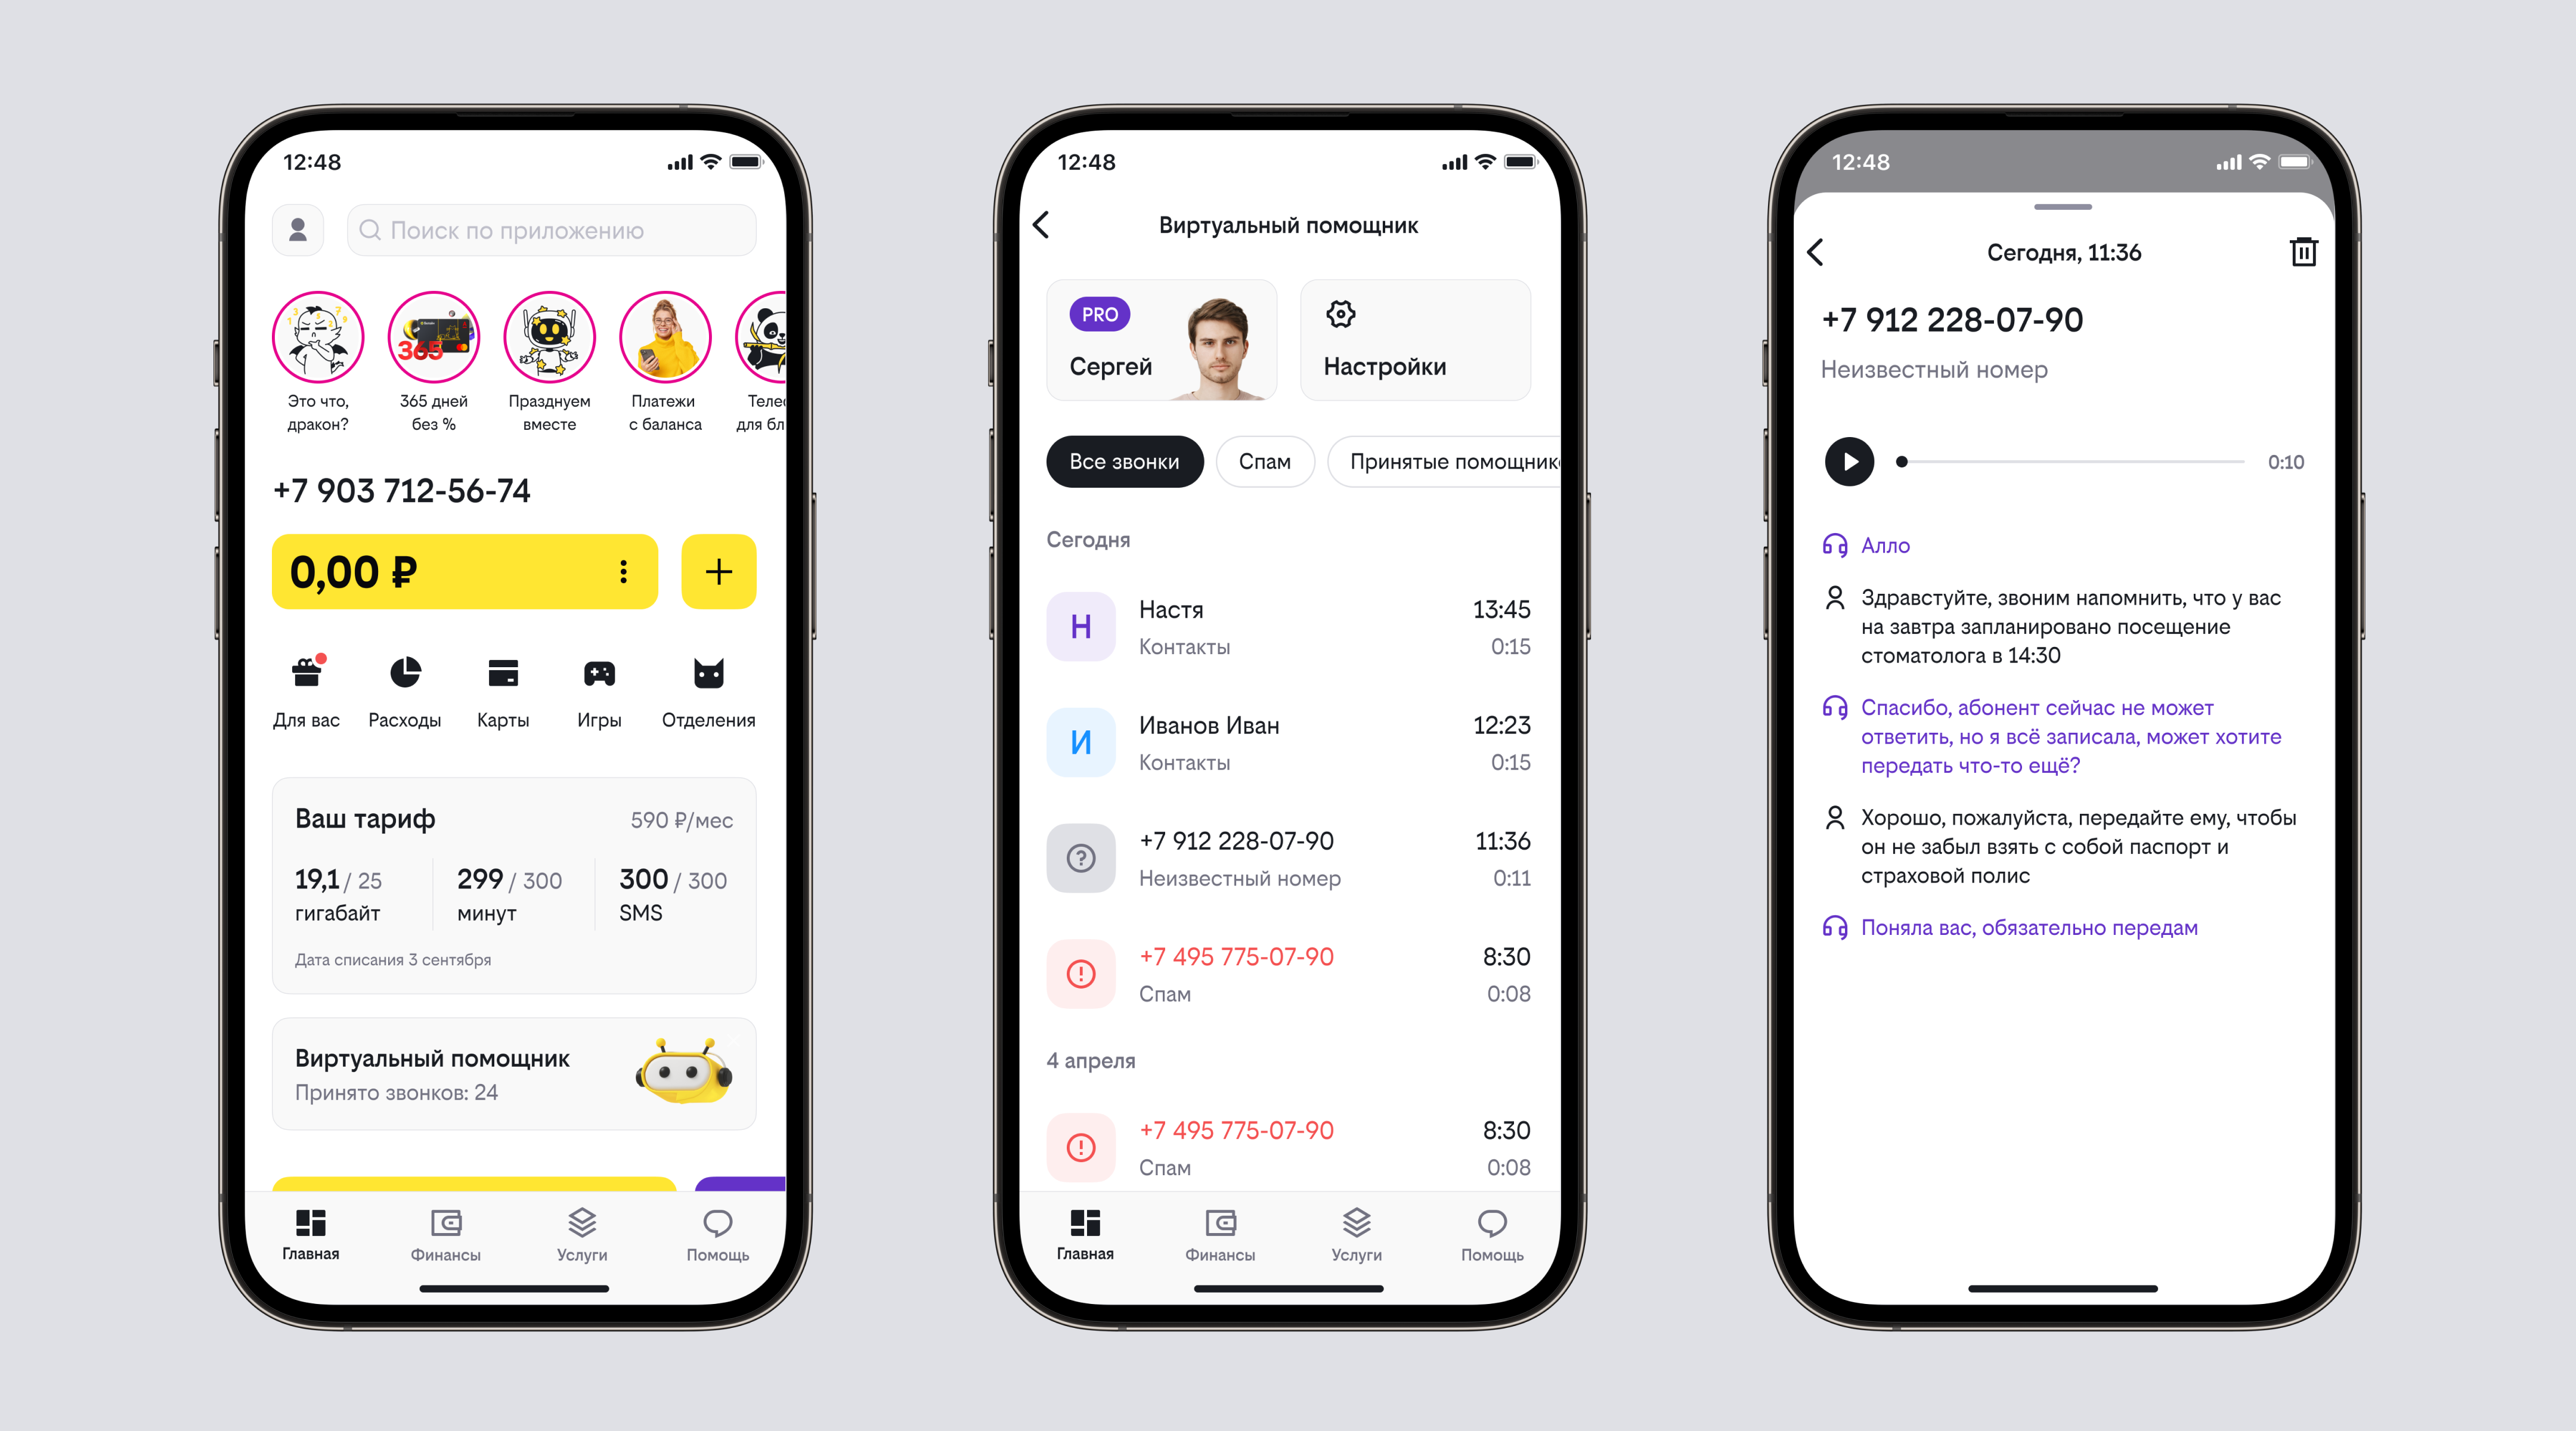 12:48
Поиск по приложению
365
Это что,
дракон?
365 дней
без %
Празднуем
вместе
Платежи
с баланса
Теле
для бл
+7 903 712-56-74
0,00 ₽
Для вас
Расходы
Карты
Игры
Отделения
Ваш тариф
590 ₽/мес
19,1 / 25
гигабайт
299 / 300
минут
300 / 300
SMS
Дата списания 3 сентября
Виртуальный помощник
Принято звонков: 24
Главная
Финансы
Услуги
Помощь
12:48
Виртуальный помощник
PRO
Сергей
Настройки
Все звонки
Спам
Принятые помощник
Сегодня
Н
Настя
13:45
Контакты
0:15
И
Иванов Иван
12:23
Контакты
0:15
+7 912 228-07-90
11:36
Неизвестный номер
0:11
+7 495 775-07-90
8:30
Спам
0:08
4 апреля
+7 495 775-07-90
8:30
Спам
0:08
Главная
Финансы
Услуги
Помощь
12:48
Сегодня, 11:36
+7 912 228-07-90
Неизвестный номер
0:10
Алло
Здравстуйте, звоним напомнить, что у вас
на завтра запланировано посещение
стоматолога в 14:30
Спасибо, абонент сейчас не может
ответить, но я всё записала, может хотите
передать что-то ещё?
Хорошо, пожалуйста, передайте ему, чтобы
он не забыл взять с собой паспорт и
страховой полис
Поняла вас, обязательно передам